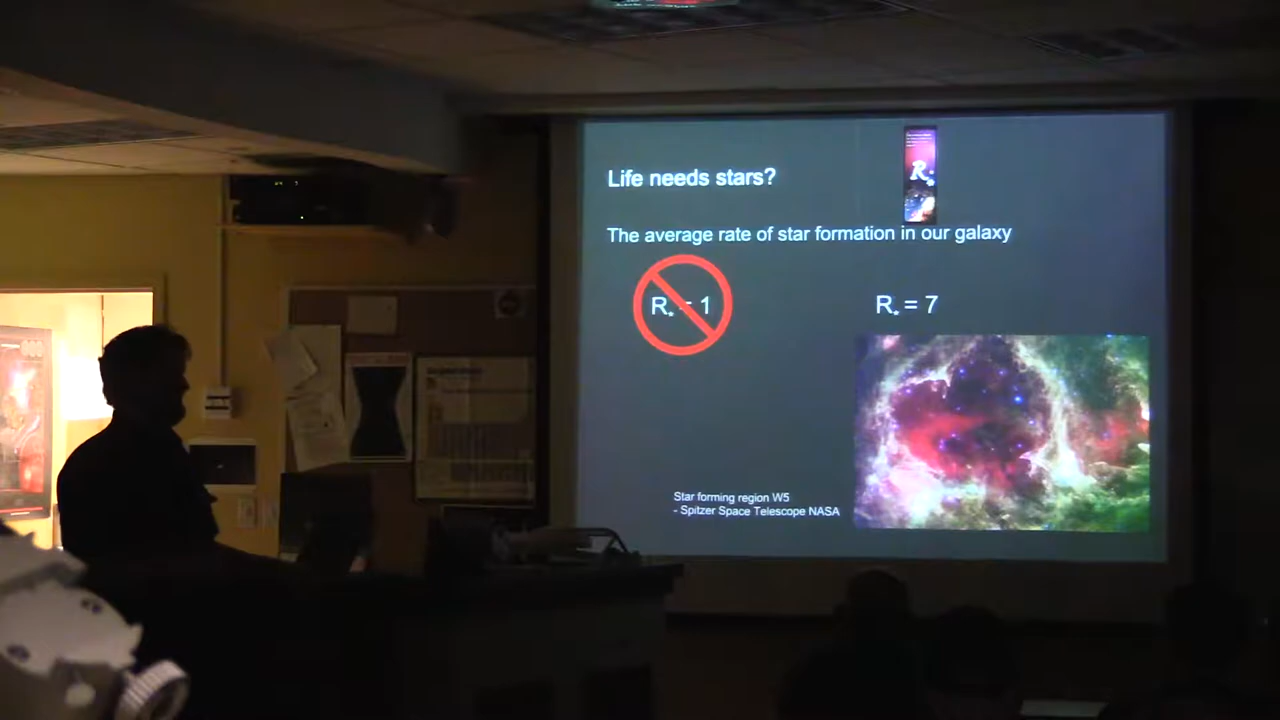 Life needs stars?
R*
The average rate of star formation in our galaxy
R* = 1
R* = 7
Star forming region W5
- Spitzer Space Telescope NASA